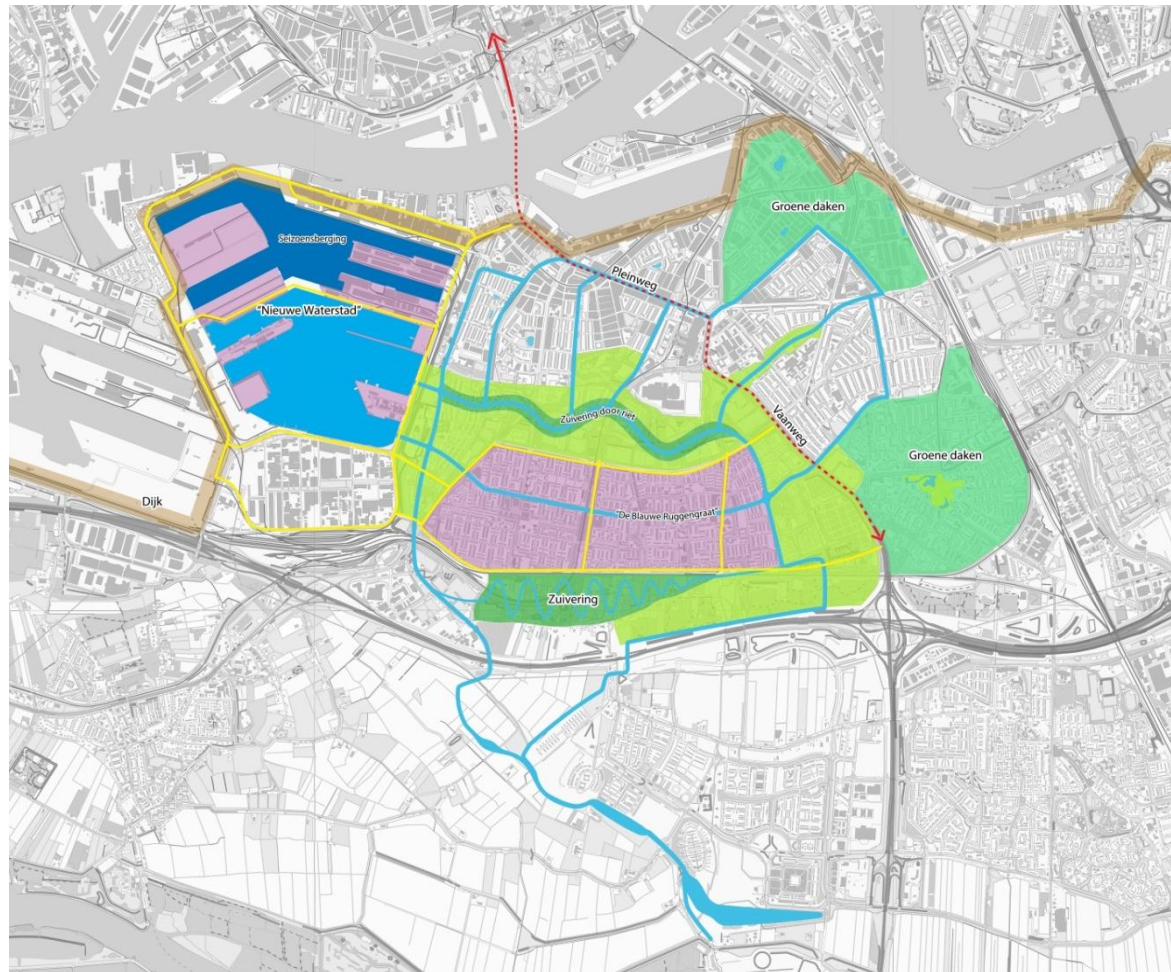 Groene daken
Seizoensberging
Pleinweg
"Nieuwe Waterstad"
Zuivering door riet
Vaanweg
Groene daken
Dijk
"De Blauwe Ruggengraat"
Zuivering